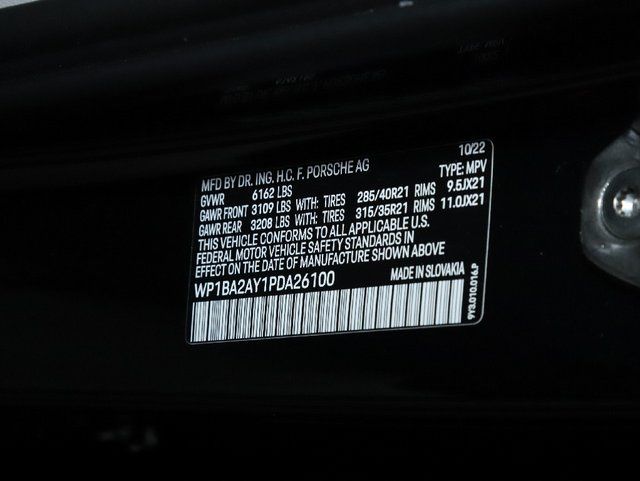 10/22
MFD BY DR. ING. H.C. F. PORSCHE AG
GVWR 6162 LBS TYPE: MPV
GAWR FRONT 3109 LBS WITH: TIRES 285/40R21 RIMS 9.5JX21
GAWR REAR 3208 LBS WITH: TIRES 315/35R21 RIMS 11.0JX21
THIS VEHICLE CONFORMS TO ALL APPLICABLE U.S.
FEDERAL MOTOR VEHICLE SAFETY STANDARDS IN
EFFECT ON THE DATE OF MANUFACTURE SHOWN ABOVE
WP1BA2AY1PDA26100 MADE IN SLOVAKIA
9Y3.010.016.P